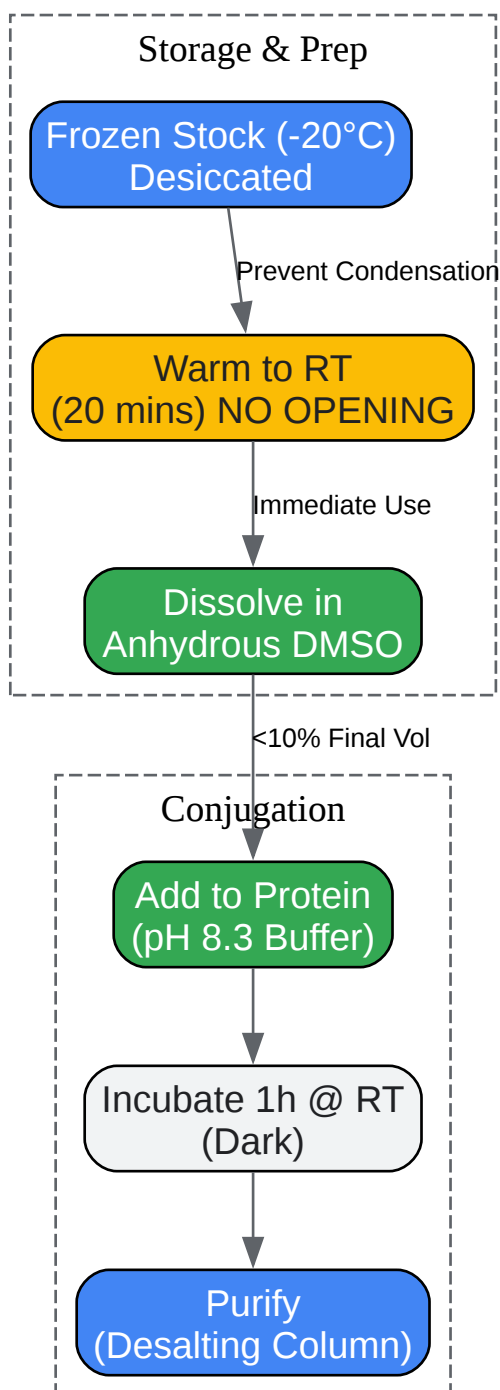 Storage & Prep
Frozen Stock (-20°C)
Desiccated
Prevent Condensation
Warm to RT
(20 mins) NO OPENING
Immediate Use
Dissolve in
Anhydrous DMSO
<10% Final Vol
Conjugation
Add to Protein
(pH 8.3 Buffer)
Incubate 1h @ RT
(Dark)
Purify
(Desalting Column)